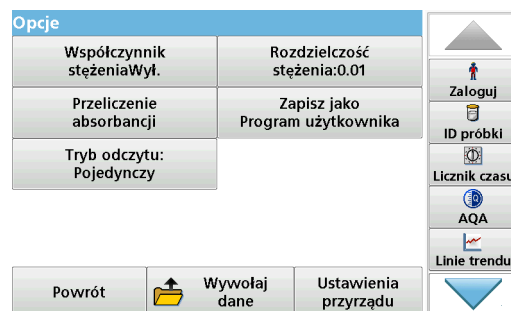 Opcje
Współczynnik
stężeniaWył.
Rozdzielczość
stężenia:0.01
Przeliczenie
absorbancji
Zapisz jako
Program użytkownika
Tryb odczytu:
Pojedynczy
Powrót
Wywołaj
dane
Ustawienia
przyrządu
Zaloguj
ID próbki
Licznik czasu
AQA
Linie trendu